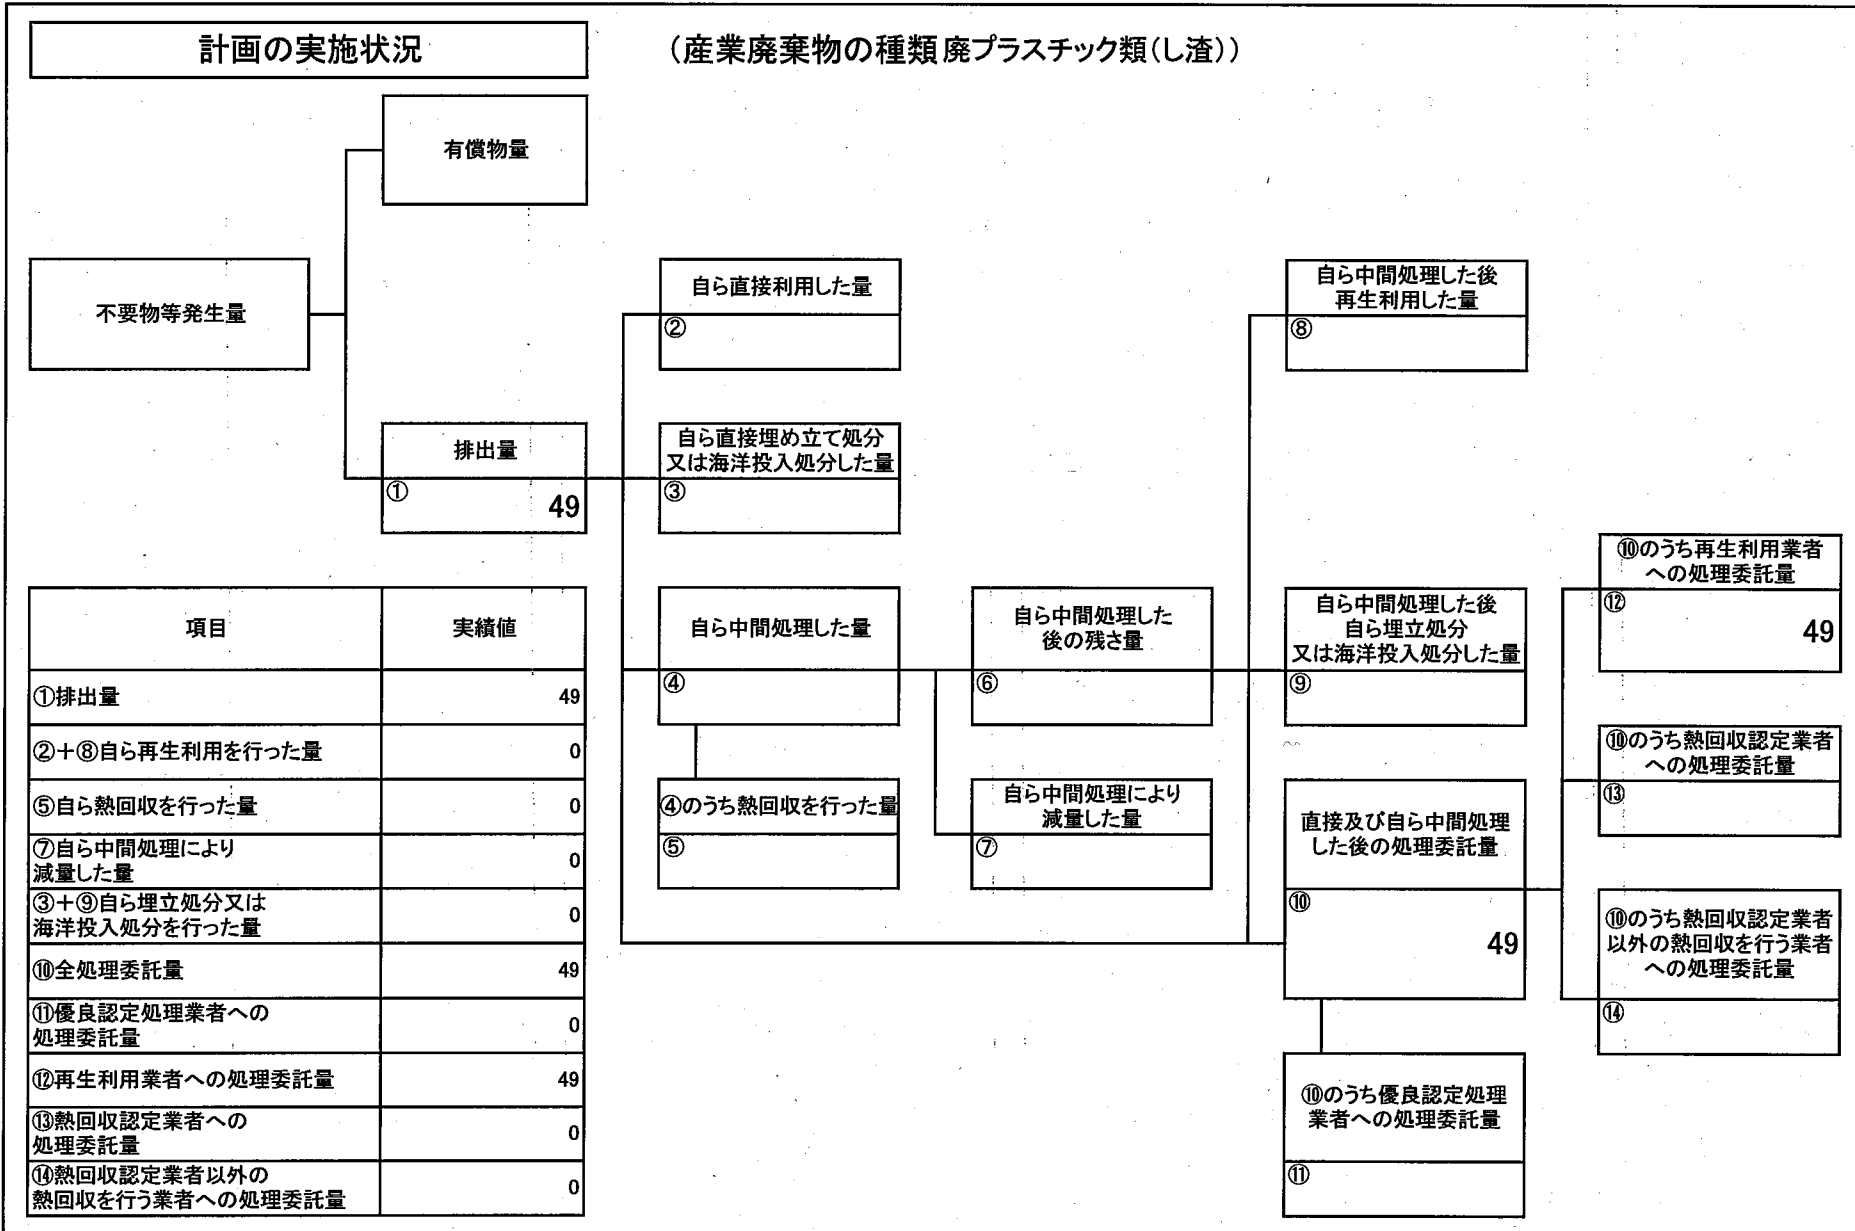 計画の実施状況
(産業廃棄物の種類 廃プラスチック類(し渣))
有償物量
不要物等発生量
排出量
①
49
自ら直接利用した量
②
自ら直接埋め立て処分
又は海洋投入処分した量
③
自ら中間処理した量
④
④のうち熱回収を行った量
⑤
自ら中間処理した
後の残さ量
⑥
自ら中間処理により
減量した量
⑦
自ら中間処理した後
再生利用した量
⑧
自ら中間処理した後
自ら埋立処分
又は海洋投入処分した量
⑨
直接及び自ら中間処理
した後の処理委託量
⑩
49
⑩のうち優良認定処理
業者への処理委託量
⑪
⑩のうち再生利用業者
への処理委託量
⑫
49
⑩のうち熱回収認定業者
への処理委託量
⑬
⑩のうち熱回収認定業者
以外の熱回収を行う業者
への処理委託量
⑭
項目 実績値
①排出量 49
②+⑧自ら再生利用を行った量 0
⑤自ら熱回収を行った量 0
⑦自ら中間処理により
減量した量 0
③+⑨自ら埋立処分又は
海洋投入処分を行った量 0
⑩全処理委託量 49
⑪優良認定処理業者への
処理委託量 0
⑫再生利用業者への処理委託量 49
⑬熱回収認定業者への
処理委託量 0
⑭熱回収認定業者以外の
熱回収を行う業者への処理委託量 0